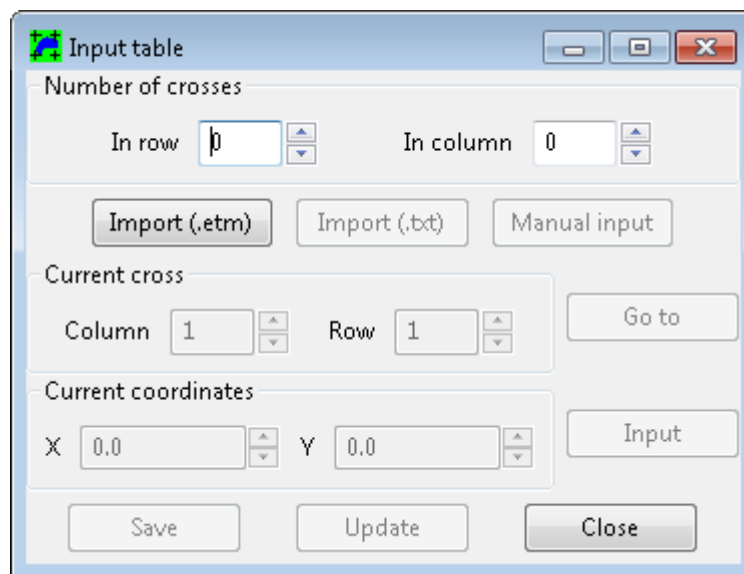 Input table
Number of crosses
In row 0 In column 0
Import (.etm) Import (.txt) Manual input
Current cross
Column 1 Row 1 Go to
Current coordinates
X 0.0 Y 0.0 Input
Save Update Close